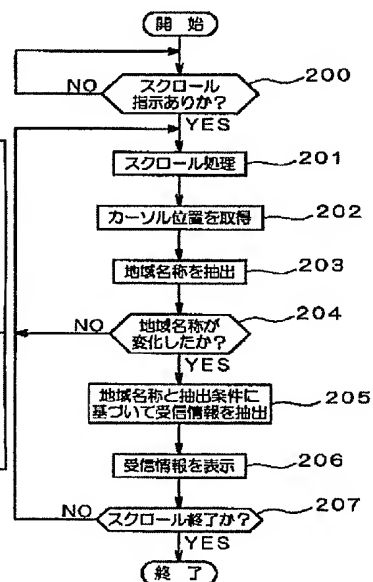 開 始
スクロール
指示ありか?
200
NO
YES
スクロール処理
201
カーソル位置を取得
202
地域名称を抽出
203
地域名称が
変化したか?
204
NO
YES
地域名称と抽出条件に
基づいて受信情報を抽出
205
受信情報を表示
206
スクロール終了か?
207
NO
YES
終 了